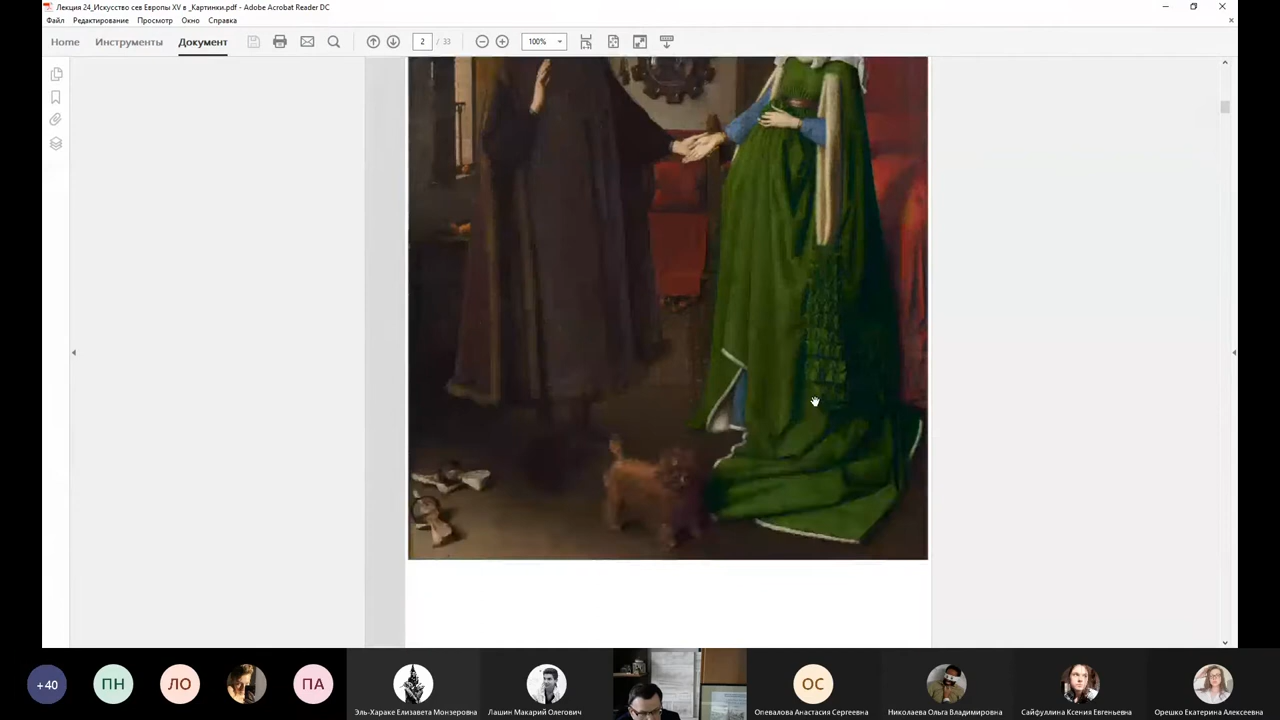 Лекция 24_Искусство сев Европы XV в _Картинки.pdf - Adobe Acrobat Reader DC
Файл Редактирование Просмотр Окно Справка
Home Инструменты Документ 2 / 33 100%
+40 ПН ЛО ПА ОС
Эль-Хараке Елизавета Монзеровна Лашин Макарий Олегович Опевалова Анастасия Сергеевна Николаева Ольга Владимировна Сайфуллина Ксения Евгеньевна Орешко Екатерина Алексеевна